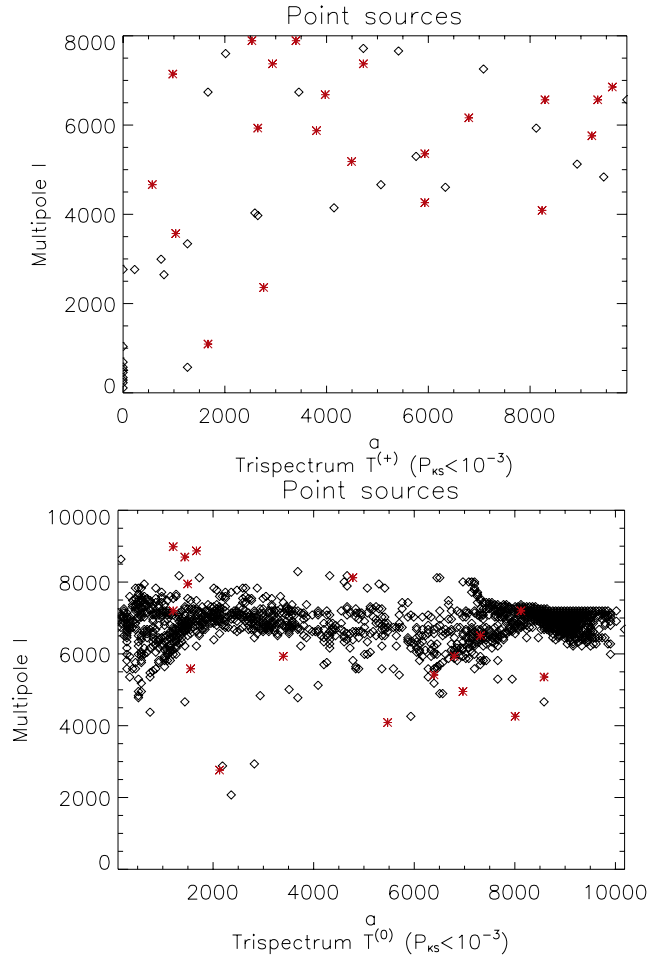 Point sources
8000
6000
4000
2000
0
Multipole l
0 2000 4000 6000 8000
a
Trispectrum T(+) (PKS<10−3)
Point sources
10000
8000
6000
4000
2000
0
Multipole l
2000 4000 6000 8000 10000
a
Trispectrum T(0) (PKS<10−3)